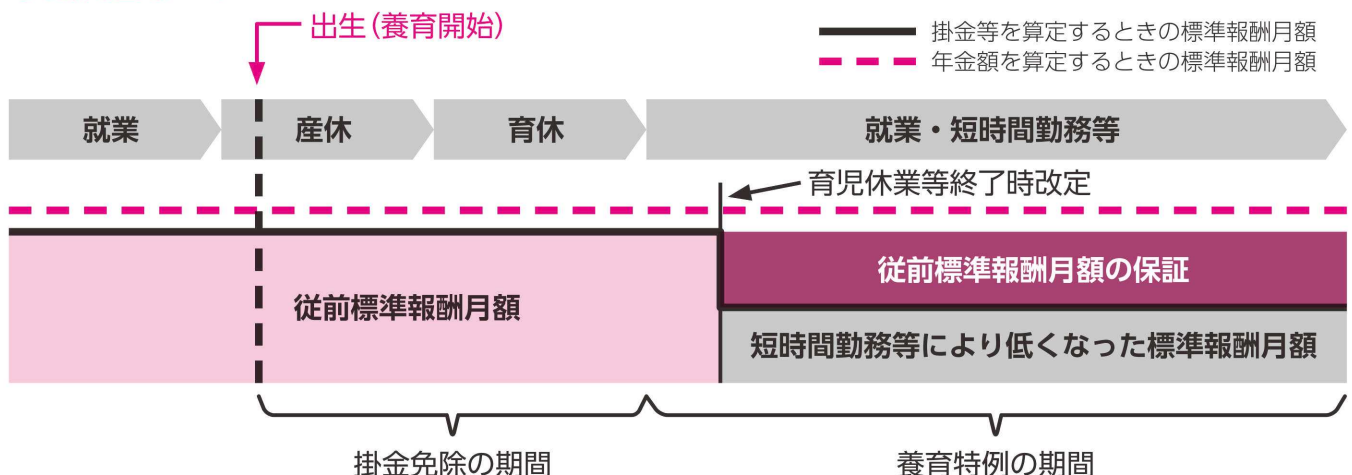 出生（養育開始）
掛金等を算定するときの標準報酬月額
年金額を算定するときの標準報酬月額
就業
産休
育休
就業・短時間勤務等
育児休業等終了時改定
従前標準報酬月額の保証
従前標準報酬月額
短時間勤務等により低くなった標準報酬月額
掛金免除の期間
養育特例の期間